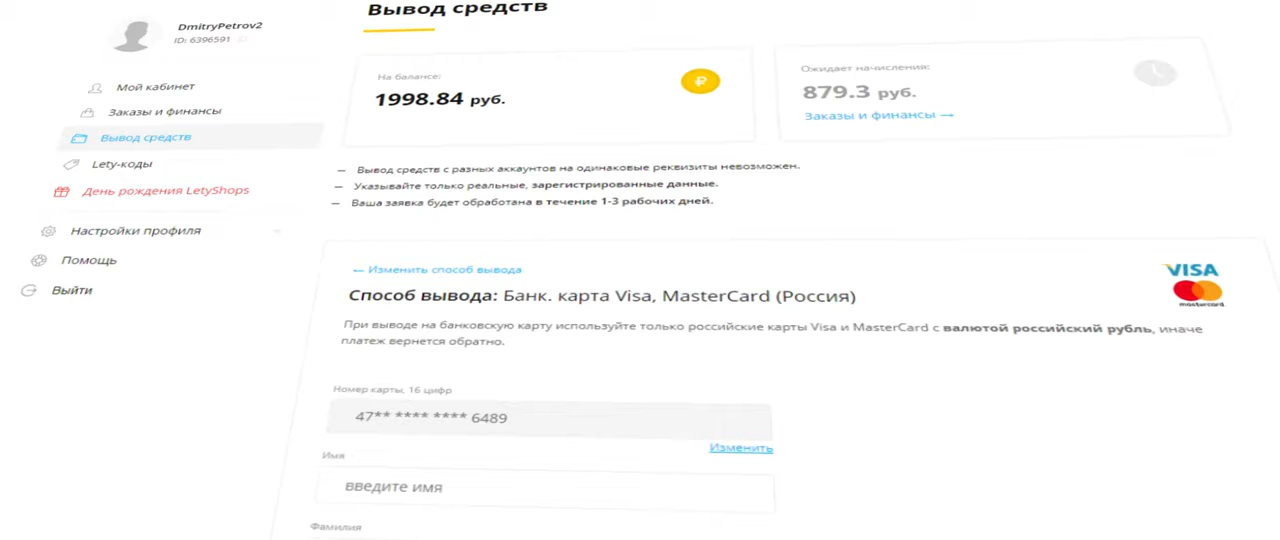 DmitryPetrov2
ID: 6396591
Мой кабинет
Заказы и финансы
Вывод средств
Lety-коды
День рождения LetyShops
Настройки профиля
Помощь
Выйти
Вывод средств
На балансе:
1998.84 руб.
₽
Ожидает начисления:
879.3 руб.
Заказы и финансы →
— Вывод средств с разных аккаунтов на одинаковые реквизиты невозможен.
— Указывайте только реальные, зарегистрированные данные.
— Ваша заявка будет обработана в течение 1-3 рабочих дней.
← Изменить способ вывода
VISA
mastercard
Способ вывода: Банк. карта Visa, MasterCard (Россия)
При выводе на банковскую карту используйте только российские карты Visa и MasterCard с валютой российский рубль, иначе
платеж вернется обратно.
Номер карты, 16 цифр
47** **** **** 6489
Изменить
Имя
введите имя
Фамилия